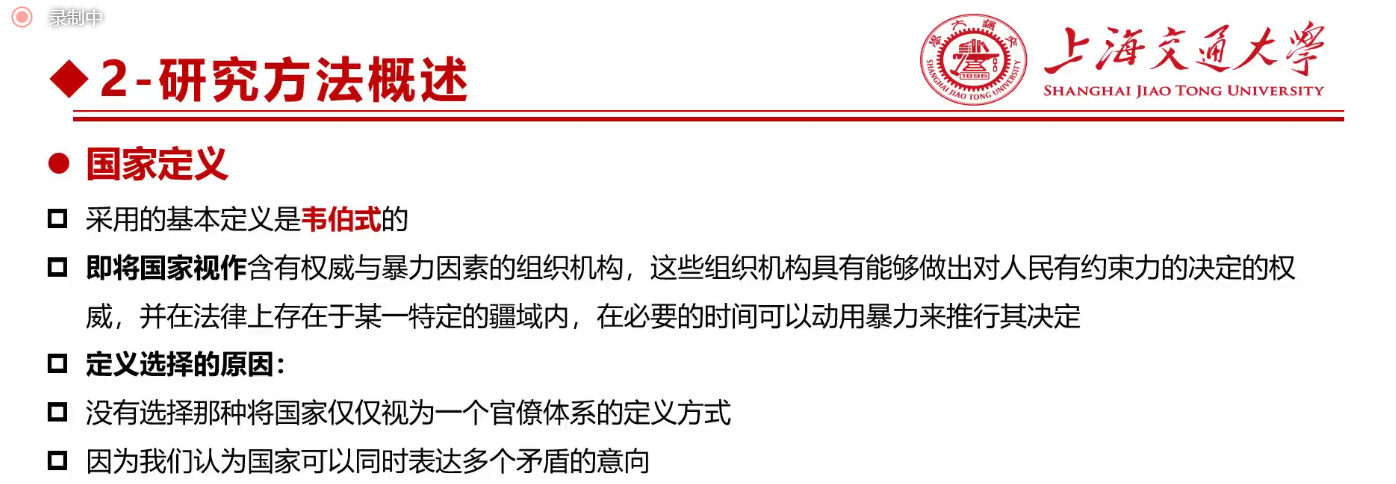 录制中
2-研究方法概述
上海交通大学
SHANGHAI JIAO TONG UNIVERSITY
SHANGHAI JIAO TONG UNIVERSITY
1896
国家定义
采用的基本定义是韦伯式的
即将国家视作含有权威与暴力因素的组织机构，这些组织机构具有能够做出对人民有约束力的决定的权
威，并在法律上存在于某一特定的疆域内，在必要的时间可以动用暴力来推行其决定
定义选择的原因：
没有选择那种将国家仅仅视为一个官僚体系的定义方式
因为我们认为国家可以同时表达多个矛盾的意向